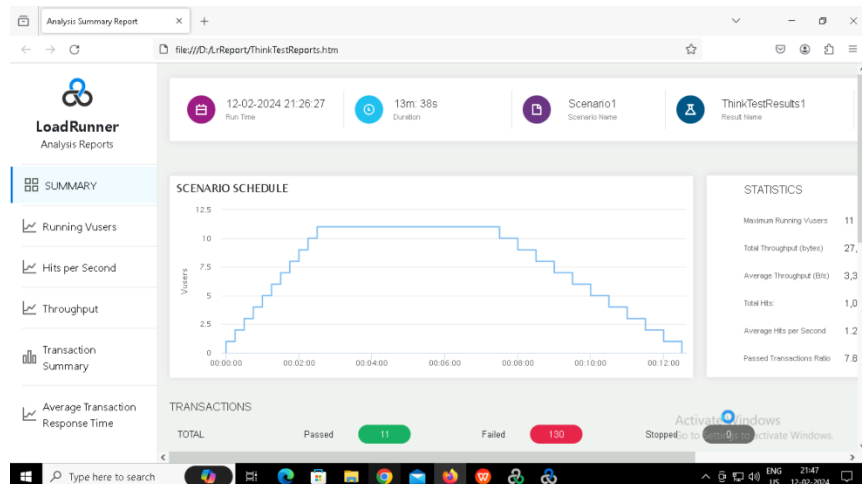 Analysis Summary Report
file:///D:/LrReport/ThinkTestReports.htm
LoadRunner
Analysis Reports
SUMMARY
Running Vusers
Hits per Second
Throughput
Transaction
Summary
Average Transaction
Response Time
12-02-2024 21:26:27
Run Time
13m: 38s
Duration
Scenario1
Scenario Name
ThinkTestResults1
Result Name
SCENARIO SCHEDULE
12.5
10
7.5
5
2.5
0
Vusers
00:00:00 00:02:00 00:04:00 00:06:00 00:08:00 00:10:00 00:12:00
STATISTICS
Maximum Running Vusers 11
Total Throughput (bytes) 27,
Average Throughput (B/s) 3,3
Total Hits: 1,0
Average Hits per Second 1.2
Passed Transactions Ratio 7.8
TRANSACTIONS
TOTAL Passed 11 Failed 130 Stopped 0
Activate Windows
Go to Settings to activate Windows.
Type here to search
ENG
US
21:47
12-02-2024